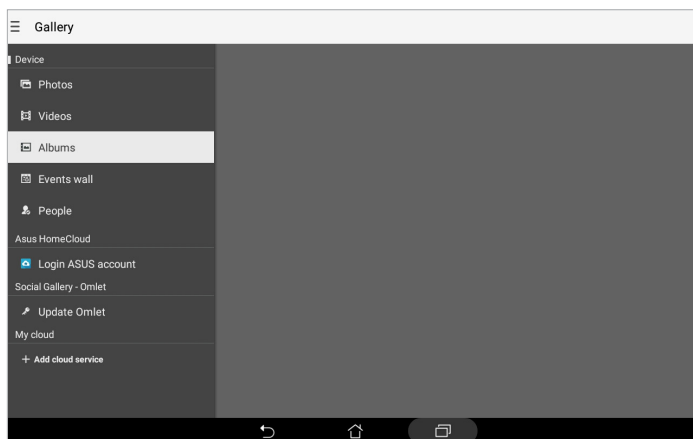 Gallery
Device
Photos
Videos
Albums
Events wall
People
Asus HomeCloud
Login ASUS account
Social Gallery - Omlet
Update Omlet
My cloud
+ Add cloud service